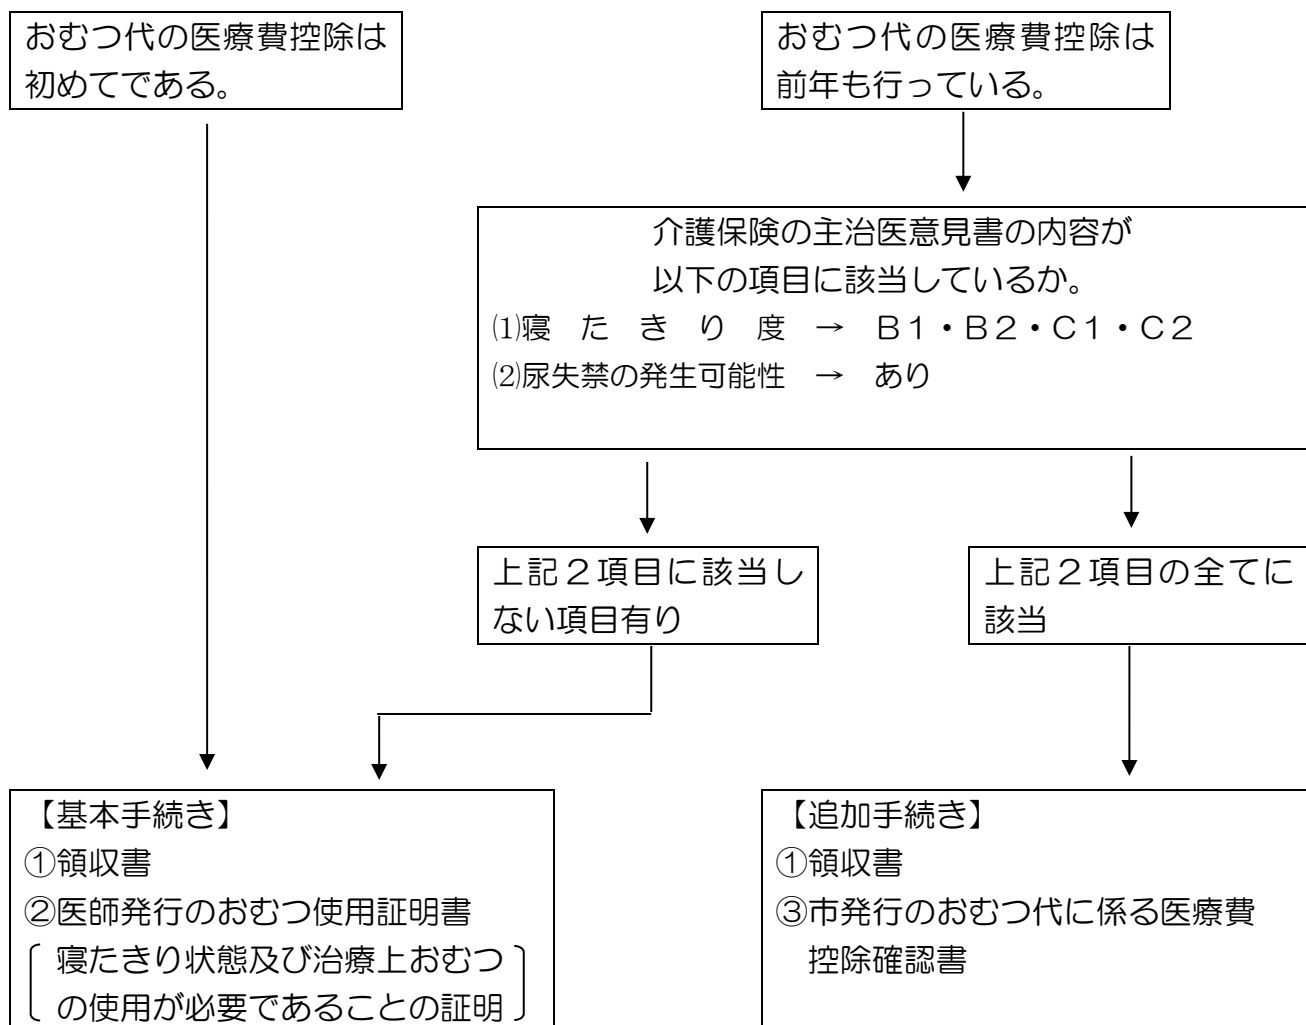 おむつ代の医療費控除は
初めてである。
おむつ代の医療費控除は
前年も行っている。
介護保険の主治医意見書の内容が
以下の項目に該当しているか。
⑴寝たきり度 → B1・B2・C1・C2
⑵尿失禁の発生可能性 → あり
上記2項目に該当し
ない項目有り
上記2項目の全てに
該当
【基本手続き】
①領収書
②医師発行のおむつ使用証明書
寝たきり状態及び治療上おむつ
の使用が必要であることの証明
【追加手続き】
①領収書
③市発行のおむつ代に係る医療費
控除確認書